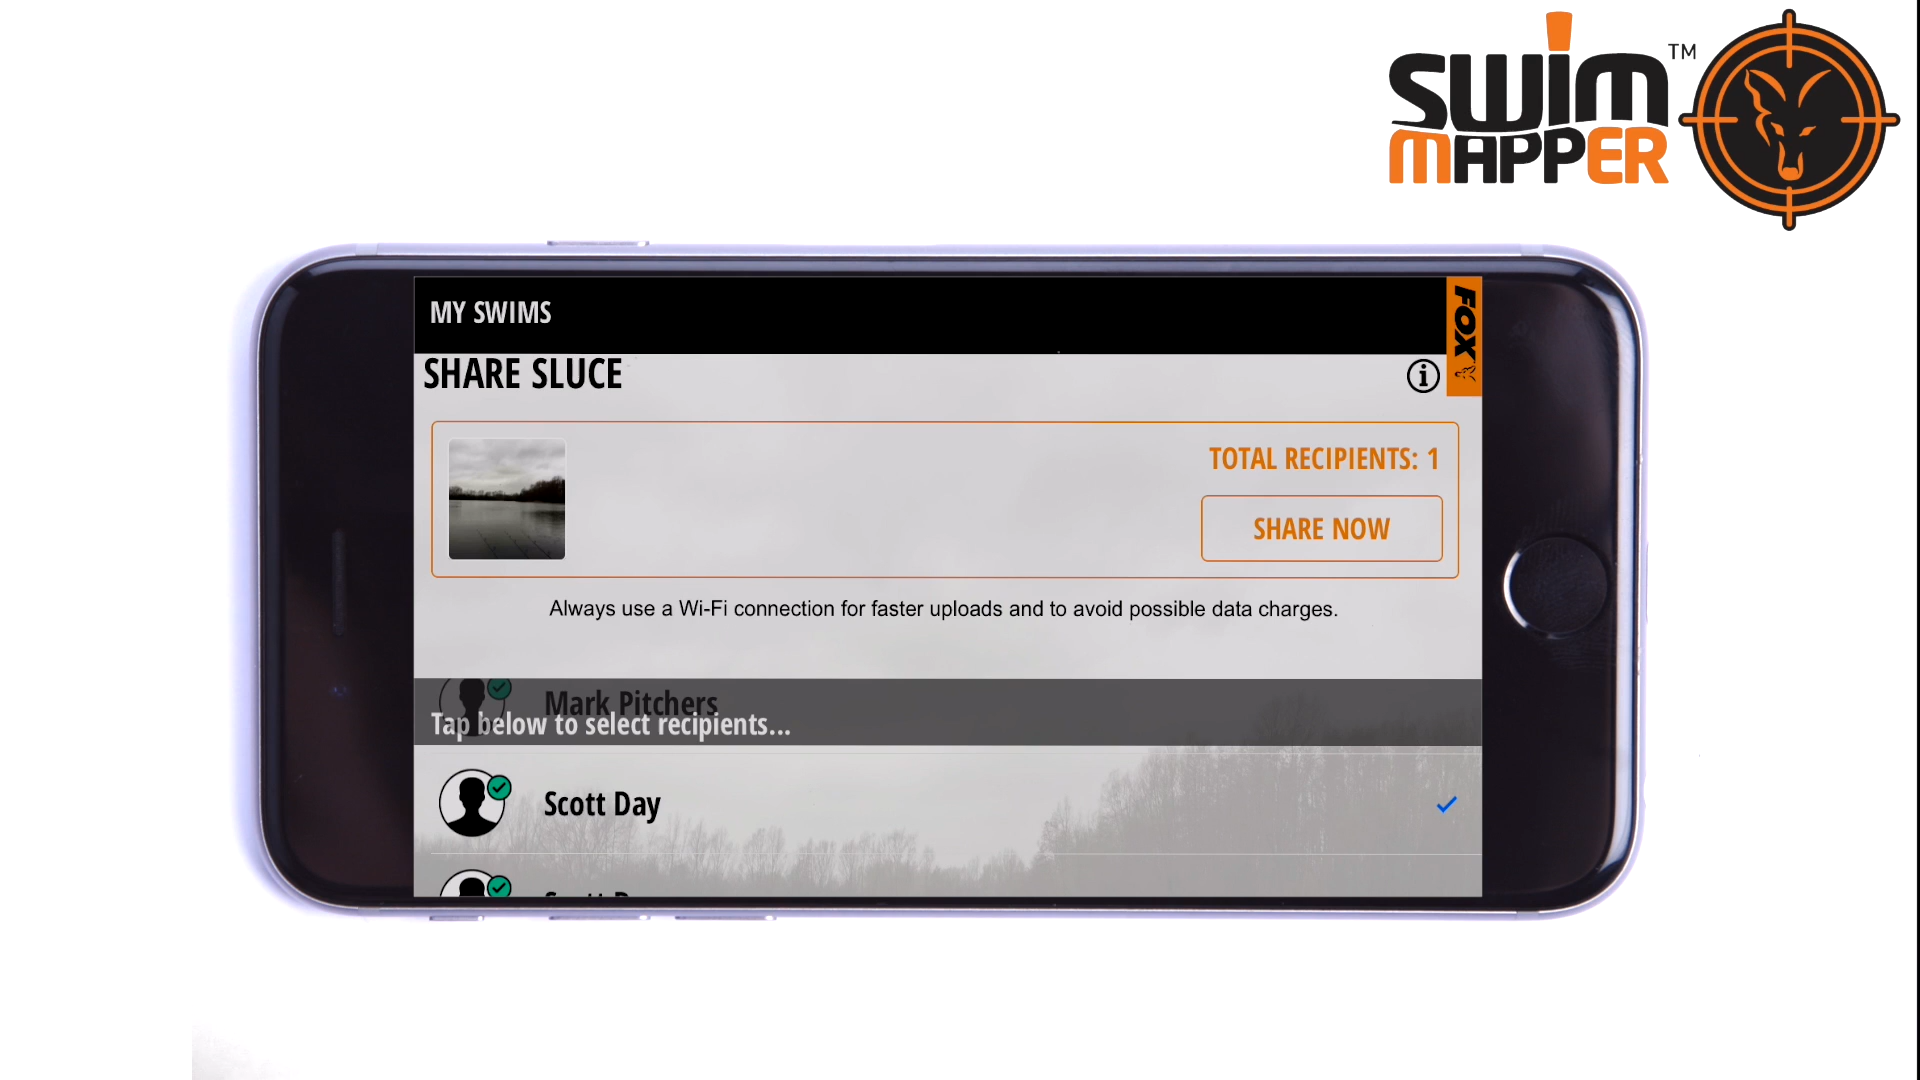 swim
MAPPER
TM
MY SWIMS
FOX
SHARE SLUCE
i
TOTAL RECIPIENTS: 1
SHARE NOW
Always use a Wi-Fi connection for faster uploads and to avoid possible data charges.
Mark Pitchers
Tap below to select recipients...
Scott Day